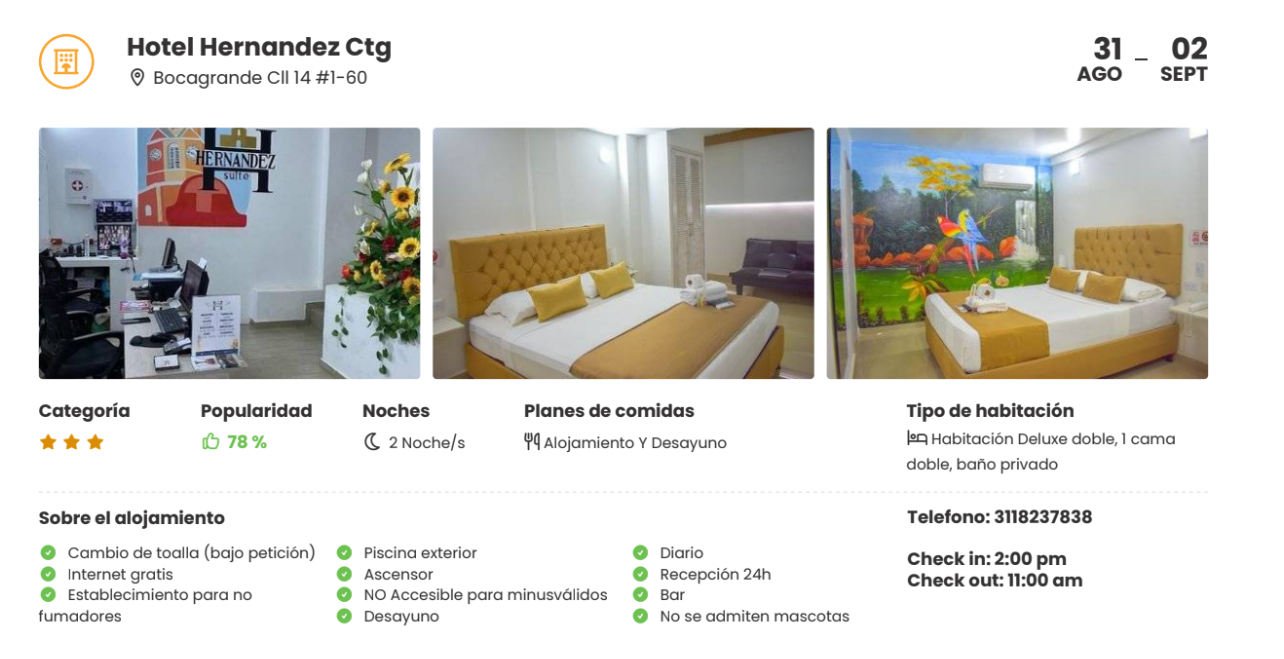 Hotel Hernandez Ctg
Bocagrande Cll 14 #1-60
31 – 02
AGO SEPT
HERNANDEZ
suite
Categoría
Popularidad
78 %
Noches
2 Noche/s
Planes de comidas
Alojamiento Y Desayuno
Tipo de habitación
Habitación Deluxe doble, 1 cama
doble, baño privado
Sobre el alojamiento
Cambio de toalla (bajo petición)
Internet gratis
Establecimiento para no
fumadores
Piscina exterior
Ascensor
NO Accesible para minusválidos
Desayuno
Diario
Recepción 24h
Bar
No se admiten mascotas
Telefono: 3118237838
Check in: 2:00 pm
Check out: 11:00 am